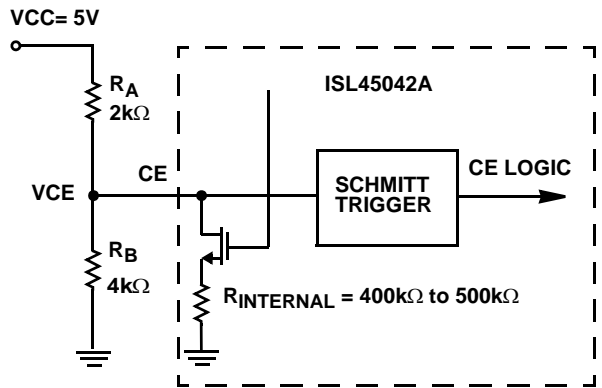 VCC= 5V
RA
2kΩ
ISL45042A
CE
VCE
SCHMITT
TRIGGER
CE LOGIC
RB
4kΩ
RINTERNAL = 400kΩ to 500kΩ